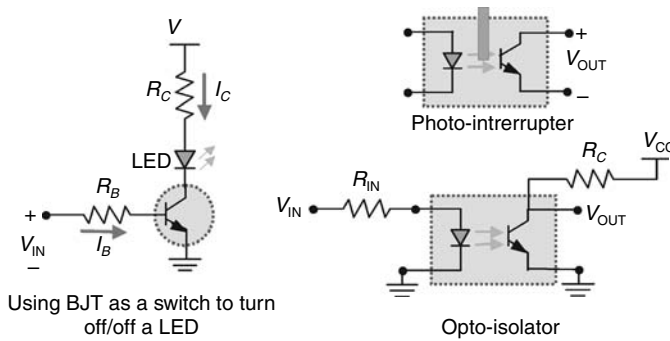 V
R_C
I_C
LED
R_B
+
V_IN
−
I_B
Using BJT as a switch to turn
off/off a LED
+
V_OUT
−
Photo-intrerrupter
R_C
V_CC
R_IN
V_IN
V_OUT
Opto-isolator